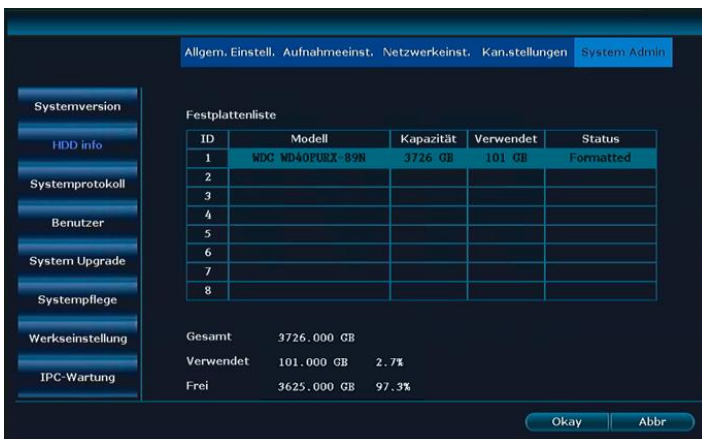 Allgem. Einstell. Aufnahmeeinst. Netzwerkeinst. Kan.stellungen System Admin
Systemversion
HDD info
Systemprotokoll
Benutzer
System Upgrade
Systempflege
Werkseinstellung
IPC-Wartung
Festplattenliste
ID Modell Kapazität Verwendet Status
1 WDC WD40PURX-89N 3726 GB 101 GB Formatted
2
3
4
5
6
7
8
Gesamt 3726.000 GB
Verwendet 101.000 GB 2.7%
Frei 3625.000 GB 97.3%
Okay Abbr